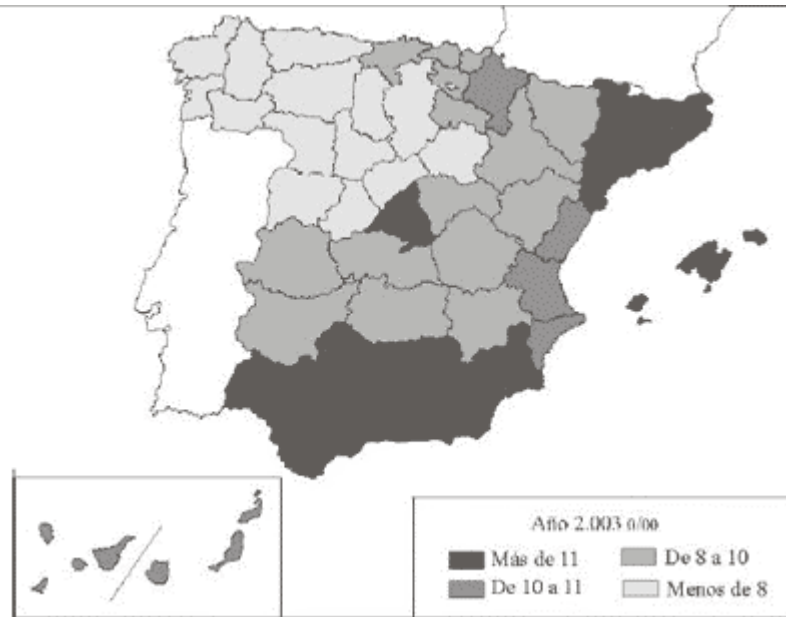 Año 2.003 0/00
Más de 11
De 8 a 10
De 10 a 11
Menos de 8